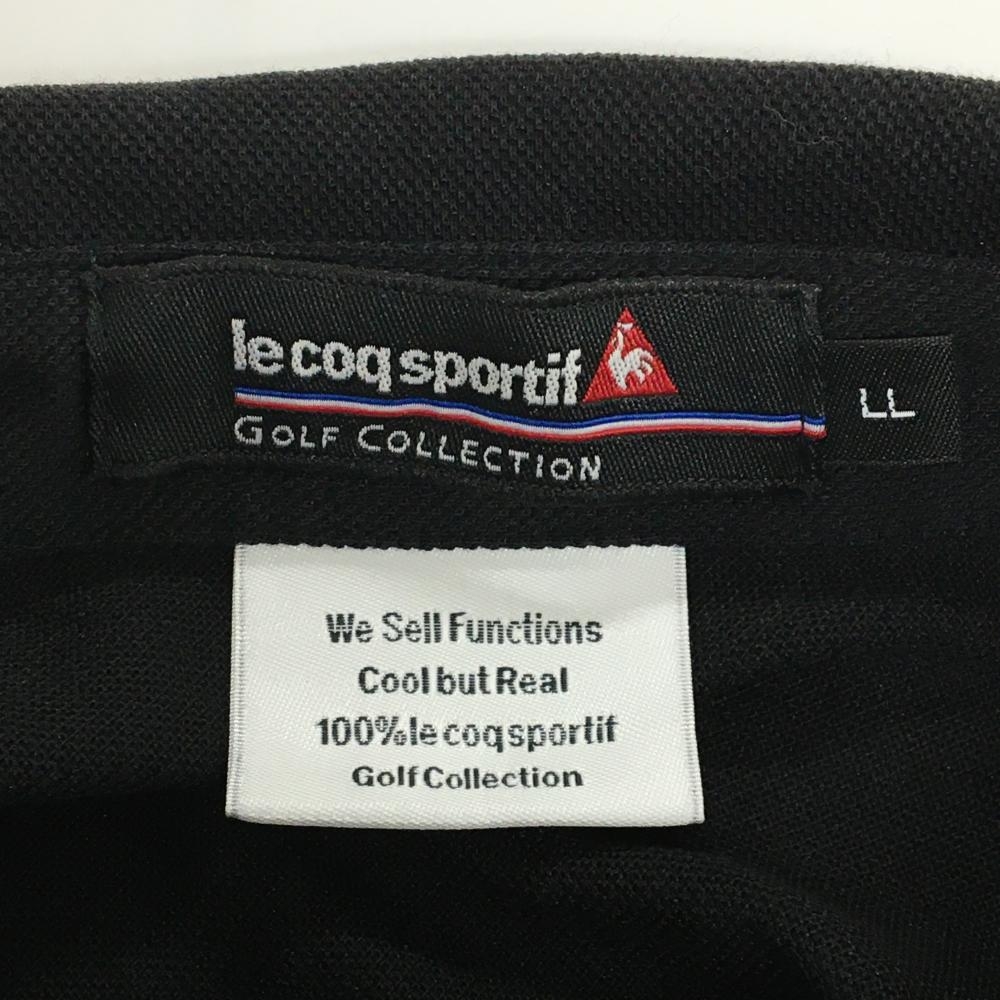 le coq sportif
GOLF COLLECTION
LL
We Sell Functions
Cool but Real
100% le coq sportif
Golf Collection